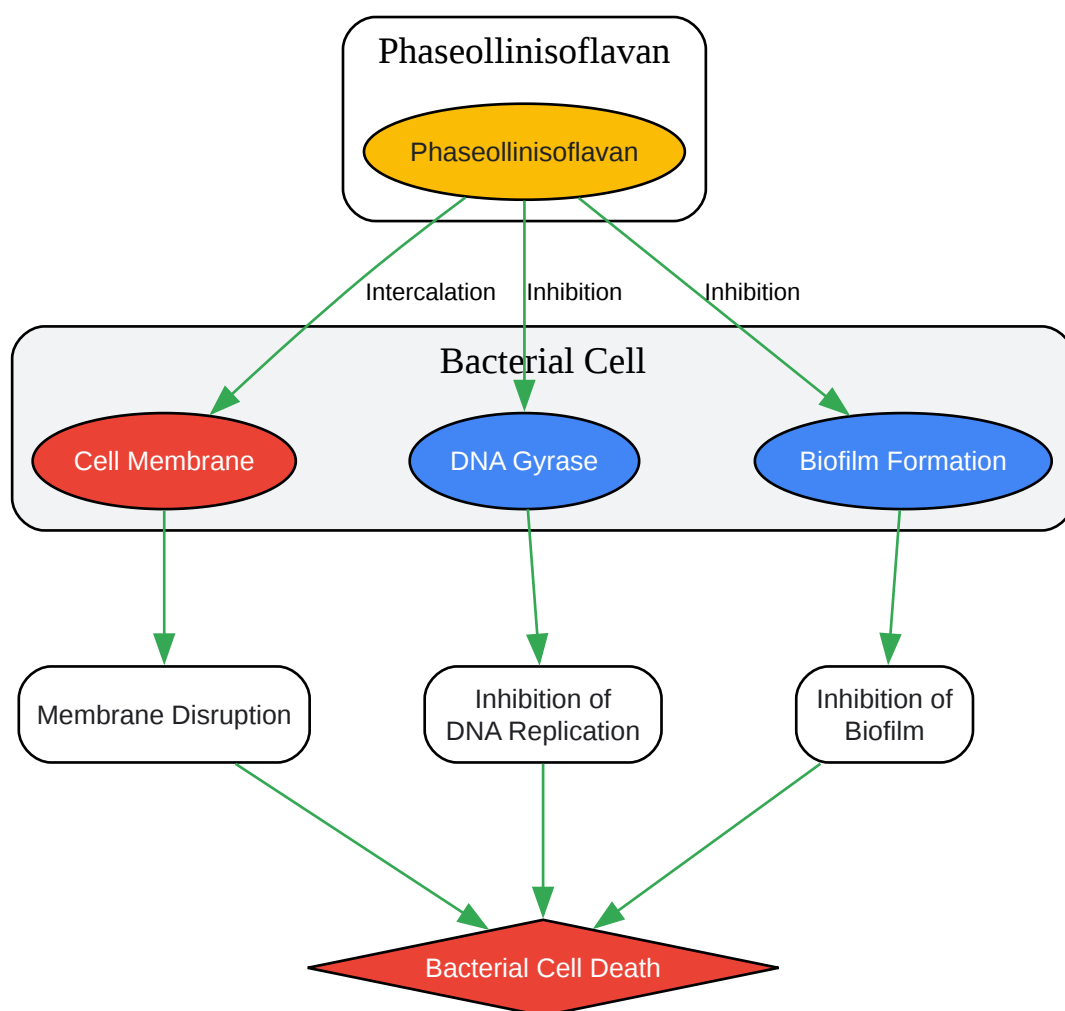 Phaseollinisoflavan
Phaseollinisoflavan
Intercalation
Inhibition
Inhibition
Bacterial Cell
Cell Membrane
DNA Gyrase
Biofilm Formation
Membrane Disruption
Inhibition of
DNA Replication
Inhibition of
Biofilm
Bacterial Cell Death